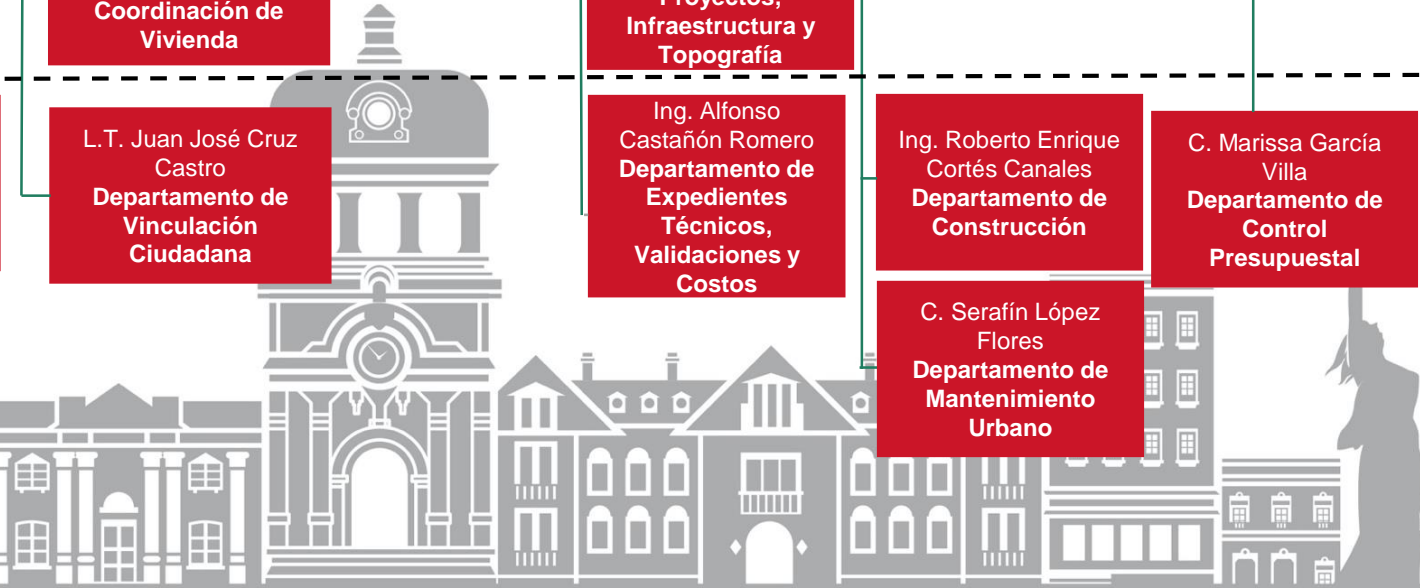 Coordinación de
Vivienda
Proyectos,
Infraestructura y
Topografía
L.T. Juan José Cruz
Castro
Departamento de
Vinculación
Ciudadana
Ing. Alfonso
Castañón Romero
Departamento de
Expedientes
Técnicos,
Validaciones y
Costos
Ing. Roberto Enrique
Cortés Canales
Departamento de
Construcción
C. Serafín López
Flores
Departamento de
Mantenimiento
Urbano
C. Marissa García
Villa
Departamento de
Control
Presupuestal